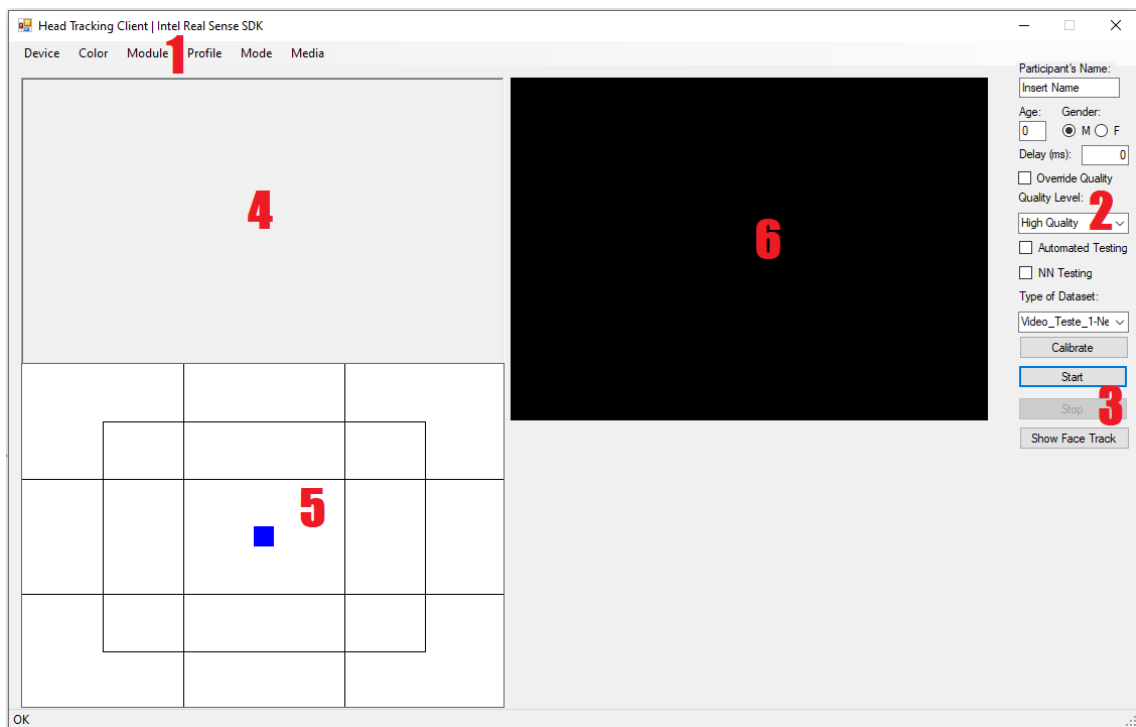 Head Tracking Client | Intel Real Sense SDK
Device Color Module 1 Profile Mode Media
4
5
6
Participant's Name:
Insert Name
Age: Gender:
0 M F
Delay (ms): 0
Override Quality
Quality Level: 2
High Quality
Automated Testing
NN Testing
Type of Dataset:
Video_Teste_1-Ne
Calibrate
Start
Stop 3
Show Face Track
OK